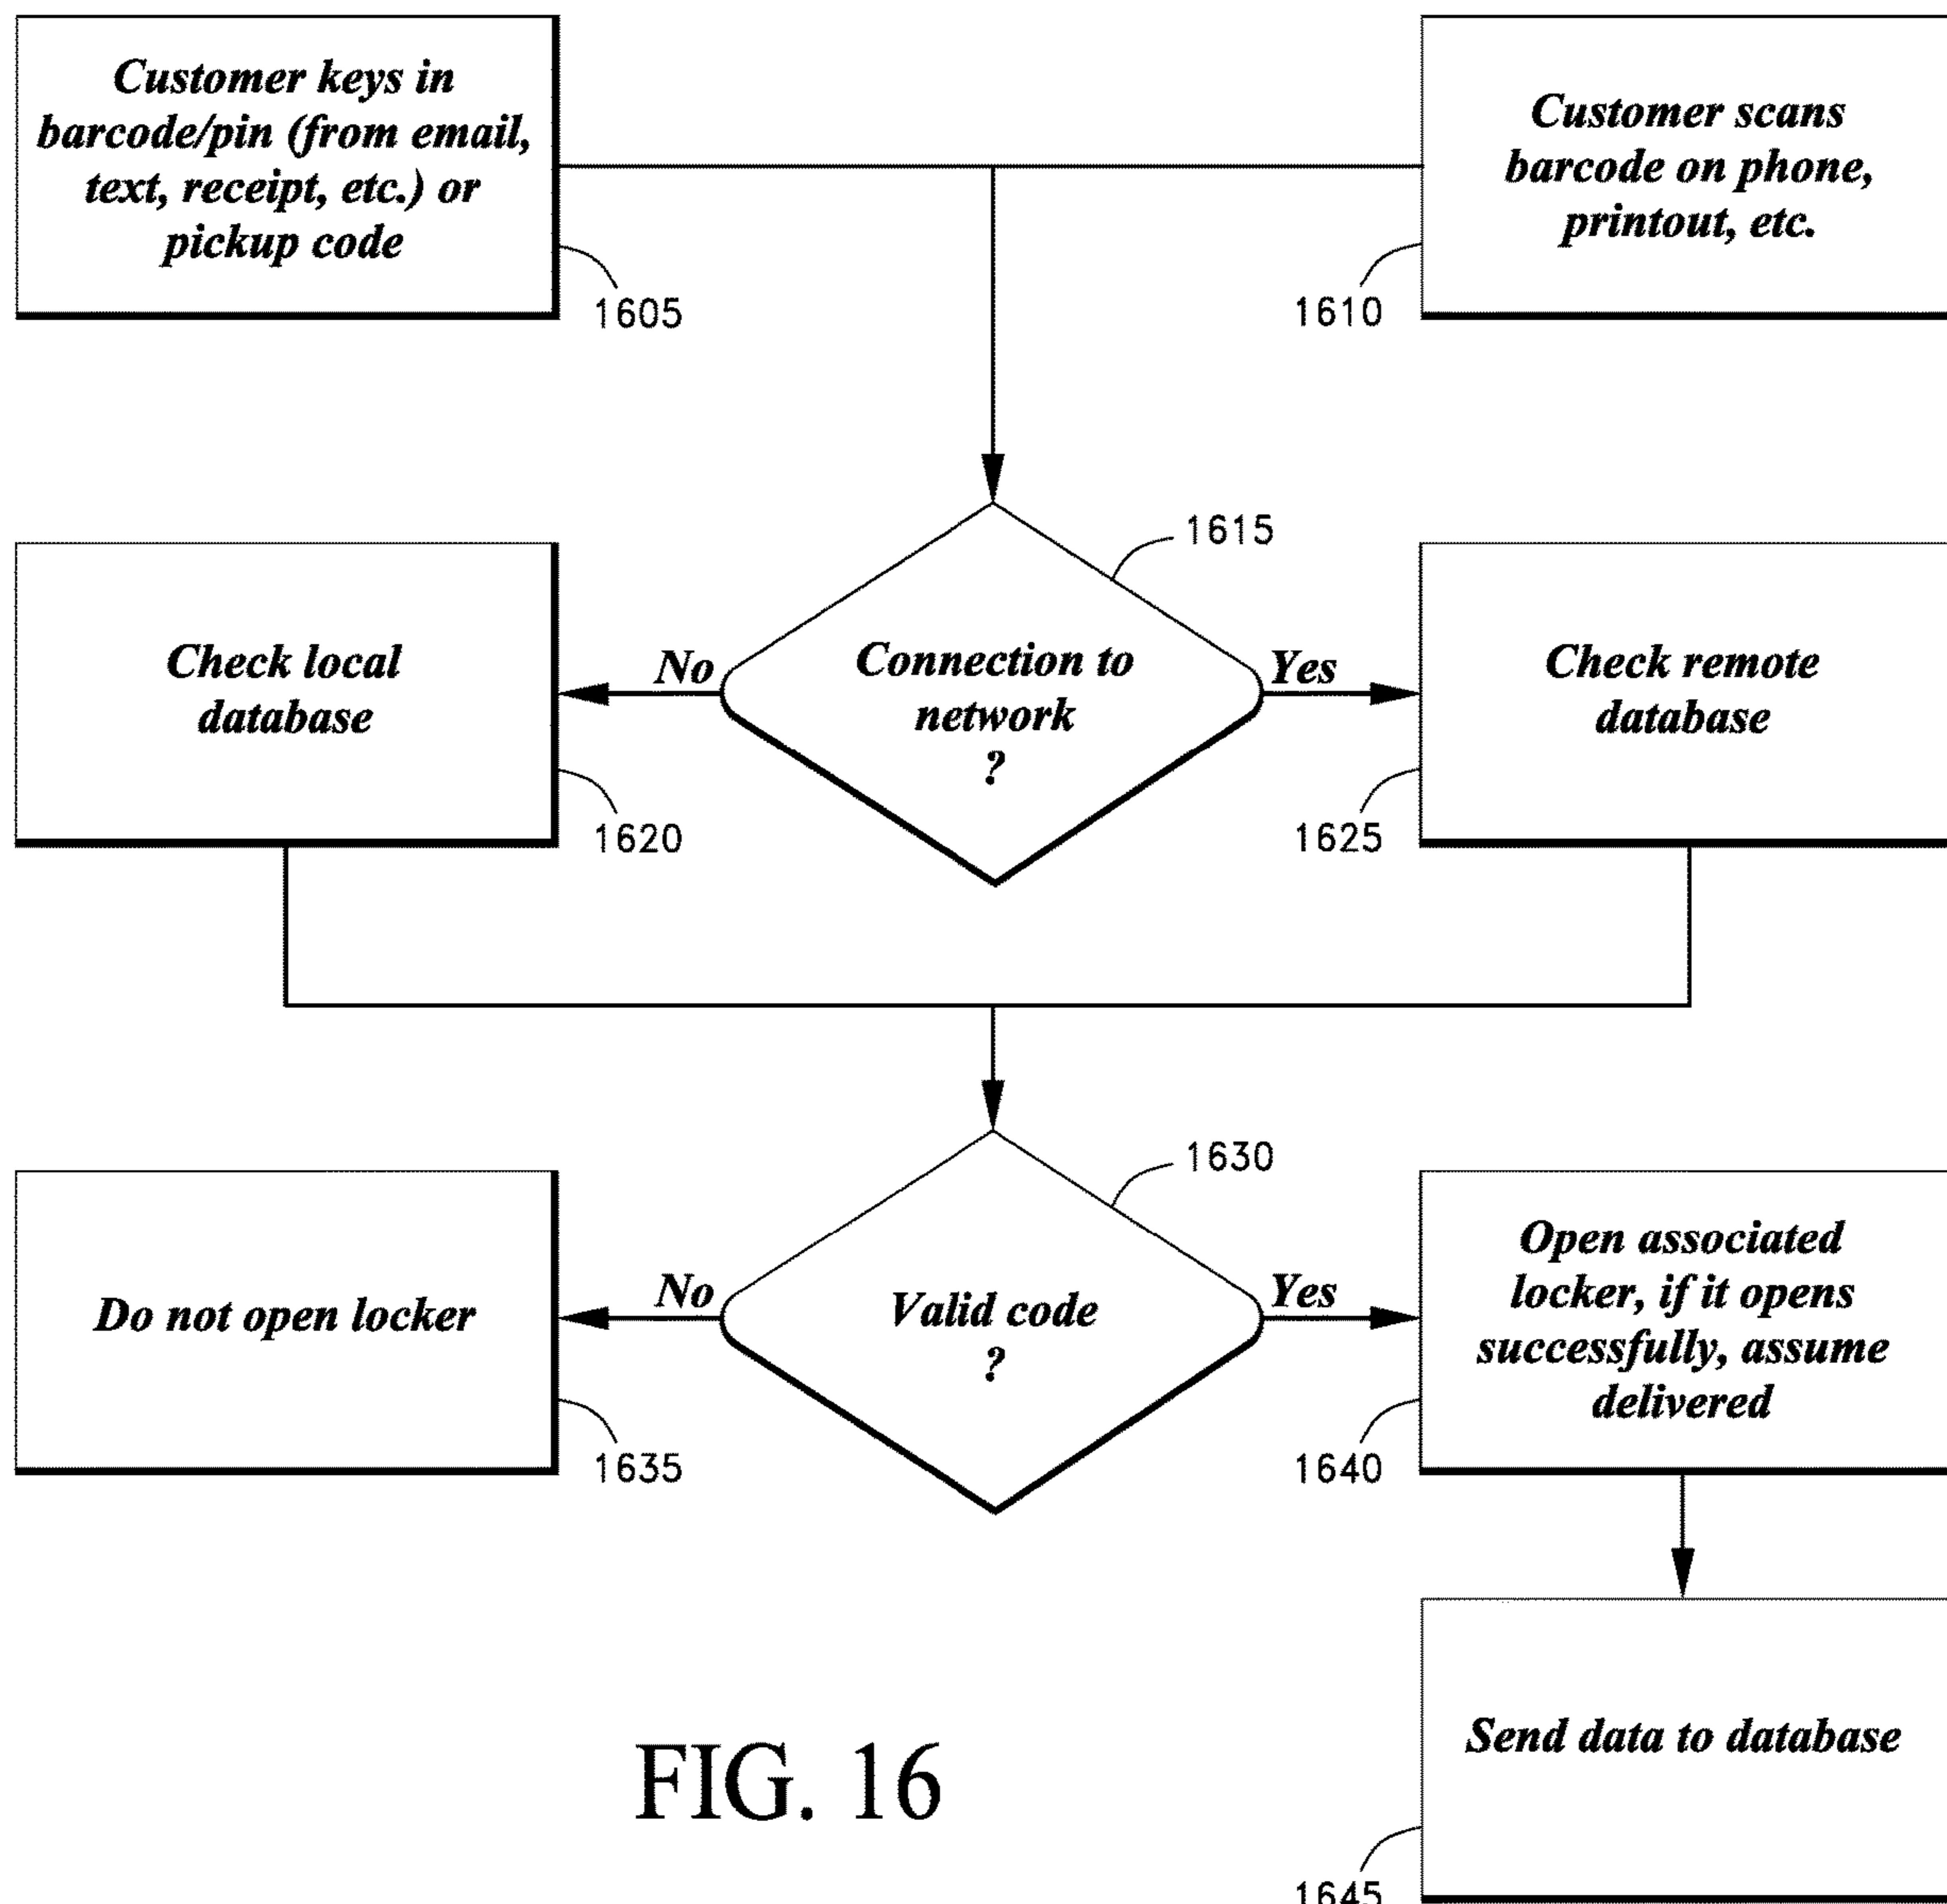 Customer keys in
barcode/pin (from email,
text, receipt, etc.) or
pickup code
1605
Customer scans
barcode on phone,
printout, etc.
1610
1615
Connection to
network
?
No
Yes
Check local
database
1620
Check remote
database
1625
1630
Valid code
?
No
Yes
Do not open locker
1635
Open associated
locker, if it opens
successfully, assume
delivered
1640
Send data to database
1645
FIG. 16